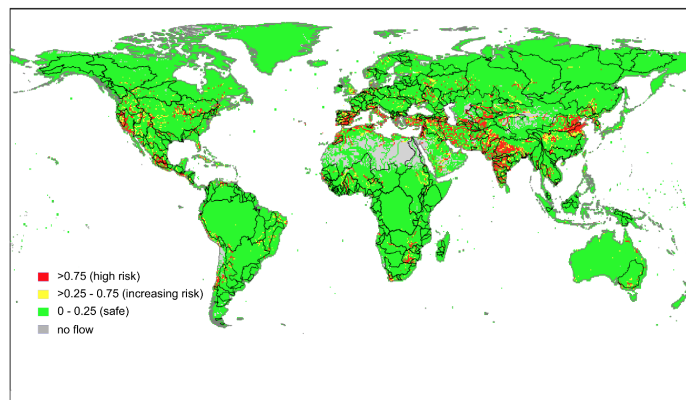 >0.75 (high risk)
>0.25 - 0.75 (increasing risk)
0 - 0.25 (safe)
no flow